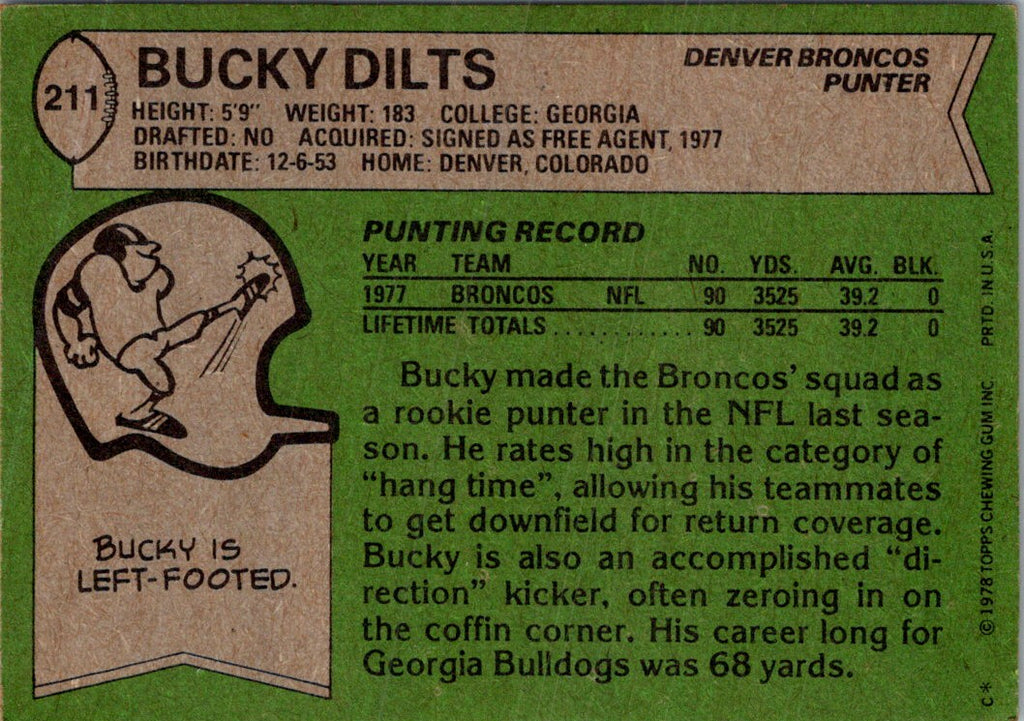 211
BUCKY DILTS
DENVER BRONCOS
PUNTER
HEIGHT: 5'9" WEIGHT: 183 COLLEGE: GEORGIA
DRAFTED: NO ACQUIRED: SIGNED AS FREE AGENT, 1977
BIRTHDATE: 12-6-53 HOME: DENVER, COLORADO
PUNTING RECORD
YEAR TEAM NO. YDS. AVG. BLK.
1977 BRONCOS NFL 90 3525 39.2 0
LIFETIME TOTALS ............ 90 3525 39.2 0
Bucky made the Broncos' squad as
a rookie punter in the NFL last sea-
son. He rates high in the category of
"hang time", allowing his teammates
to get downfield for return coverage.
Bucky is also an accomplished "di-
rection" kicker, often zeroing in on
the coffin corner. His career long for
Georgia Bulldogs was 68 yards.
BUCKY IS
LEFT-FOOTED.
C* © 1978 TOPPS CHEWING GUM INC. PRTD. IN U.S.A.